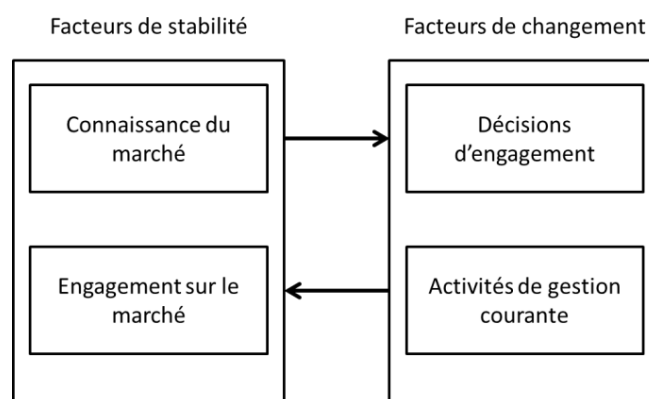 Facteurs de stabilité
Facteurs de changement
Connaissance du
marché
Décisions
d'engagement
Engagement sur le
marché
Activités de gestion
courante